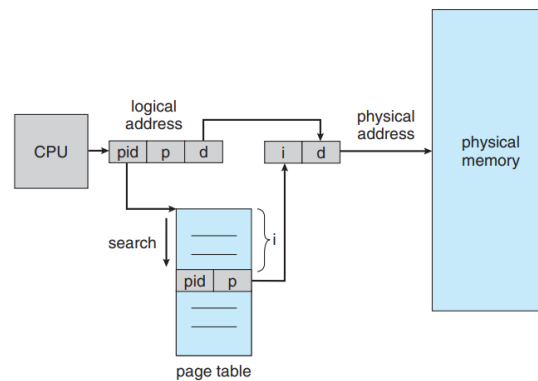 logical
address
physical
address
CPU
pid p d
i d
physical
memory
search
i
pid p
page table